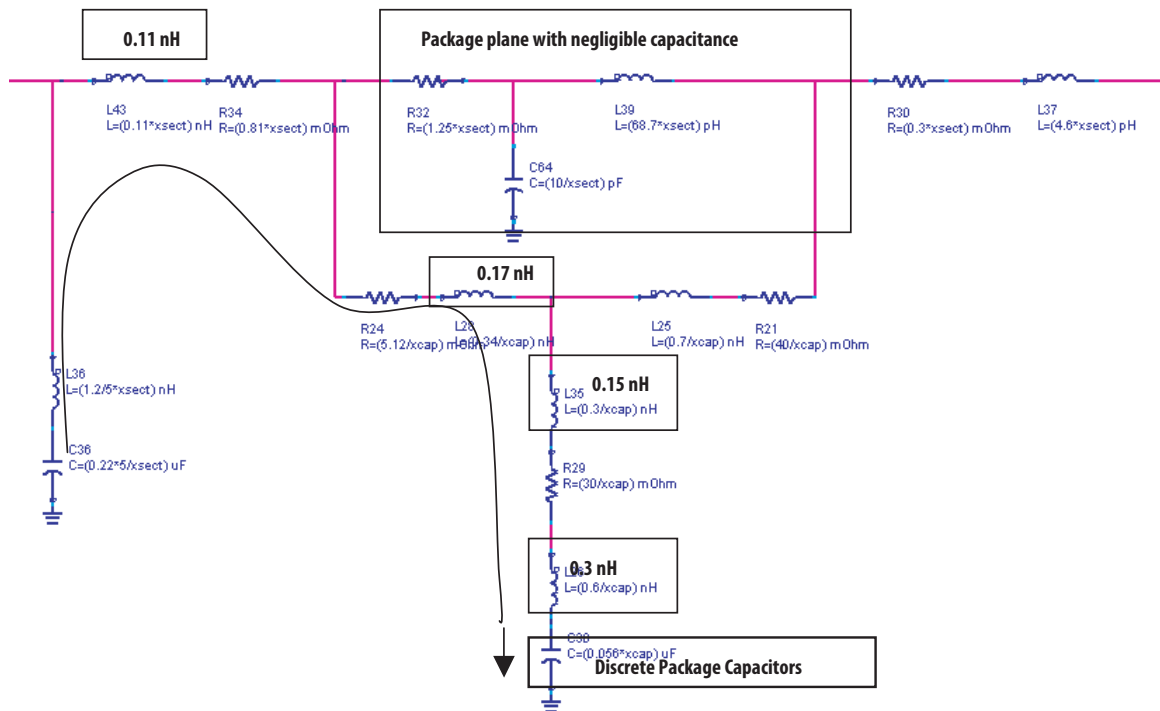 0.11 nH
Package plane with negligible capacitance
L43
L=(0.11*xsect) nH
R34
R=(0.81*xsect) mOhm
R32
R=(1.25*xsect) mOhm
L39
L=(68.7*xsect) pH
R30
R=(0.3*xsect) mOhm
L37
L=(4.6*xsect) pH
C64
C=(10/xsect) pF
0.17 nH
R24
R=(5.12/xcap) mOhm
L28
L=(0.34/xcap) nH
L25
L=(0.7/xcap) nH
R21
R=(40/xcap) mOhm
L36
L=(1.2/5*xsect) nH
0.15 nH
L35
L=(0.3/xcap) nH
C36
C=(0.22*5/xsect) uF
R29
R=(30/xcap) mOhm
0.3 nH
L=(0.6/xcap) nH
C=(0.056*xcap) uF
Discrete Package Capacitors